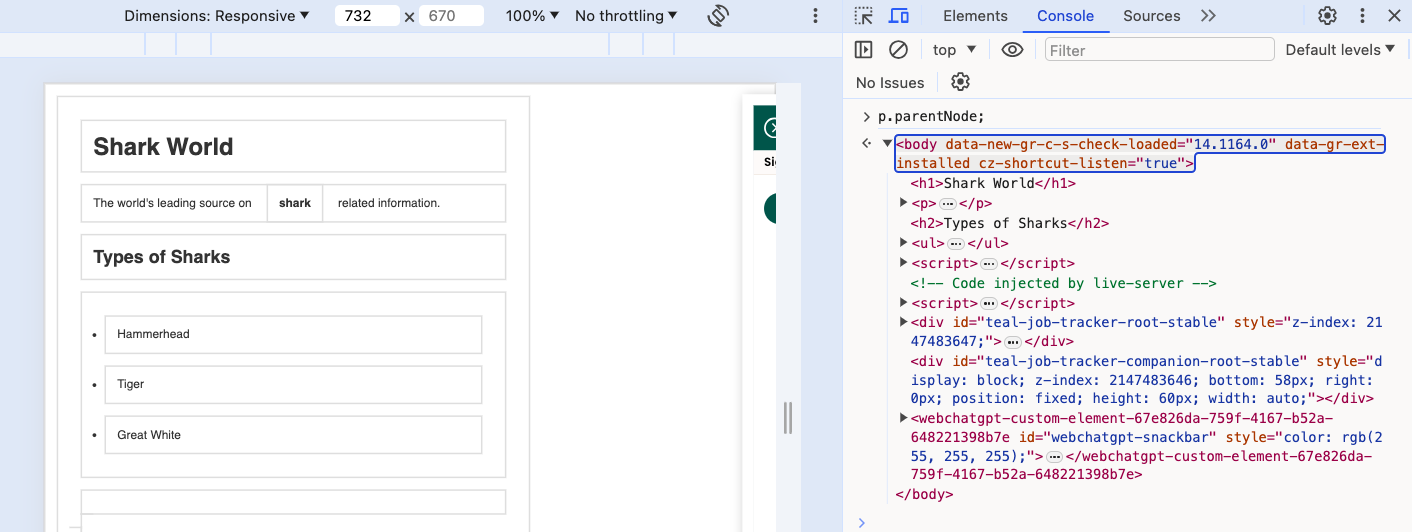 Dimensions: Responsive ▼ 732 × 670 100% ▼ No throttling ▼
Elements Console Sources
top ▼ Filter Default levels ▼
No Issues
Shark World
The world's leading source on shark related information.
Types of Sharks
• Hammerhead
• Tiger
• Great White
p.parentNode;
<body data-new-gr-c-s-check-loaded="14.1164.0" data-gr-ext-
installed cz-shortcut-listen="true">
<h1>Shark World</h1>
<p>…</p>
<h2>Types of Sharks</h2>
<ul>…</ul>
<script>…</script>
<!-- Code injected by live-server -->
<script>…</script>
<div id="teal-job-tracker-root-stable" style="z-index: 21
47483647;">…</div>
<div id="teal-job-tracker-companion-root-stable" style="d
isplay: block; z-index: 2147483646; bottom: 58px; right:
0px; position: fixed; height: 60px; width: auto;"></div>
<webchatgpt-custom-element-67e826da-759f-4167-b52a-
648221398b7e id="webchatgpt-snackbar" style="color: rgb(2
55, 255, 255);">…</webchatgpt-custom-element-67e826da-
759f-4167-b52a-648221398b7e>
</body>